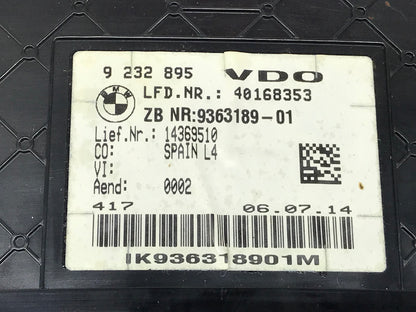 9 232 895 VDO
BMW LFD.NR.: 40168353
ZB NR:9363189-01
Lief.Nr.: 14369510
CO: SPAIN L4
VI:
Aend: 0002
417 06.07.14
IK936318901M